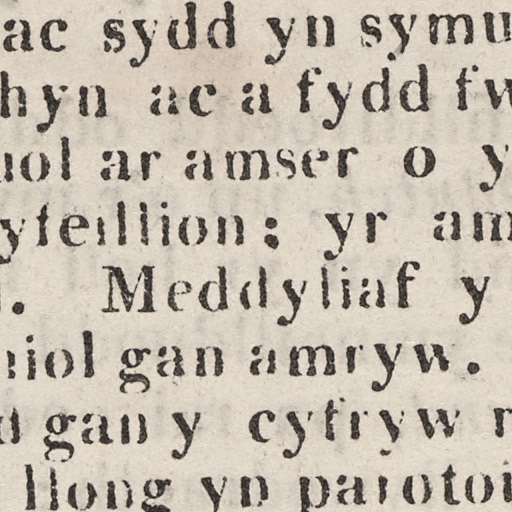 ac sydd yn symu
hyn ac a fydd fw
uol ar amser o y
yfeillion; yr am
. Meddyliaf y
niol gan amryw.
gan y cyfryw
llong yn parotoi